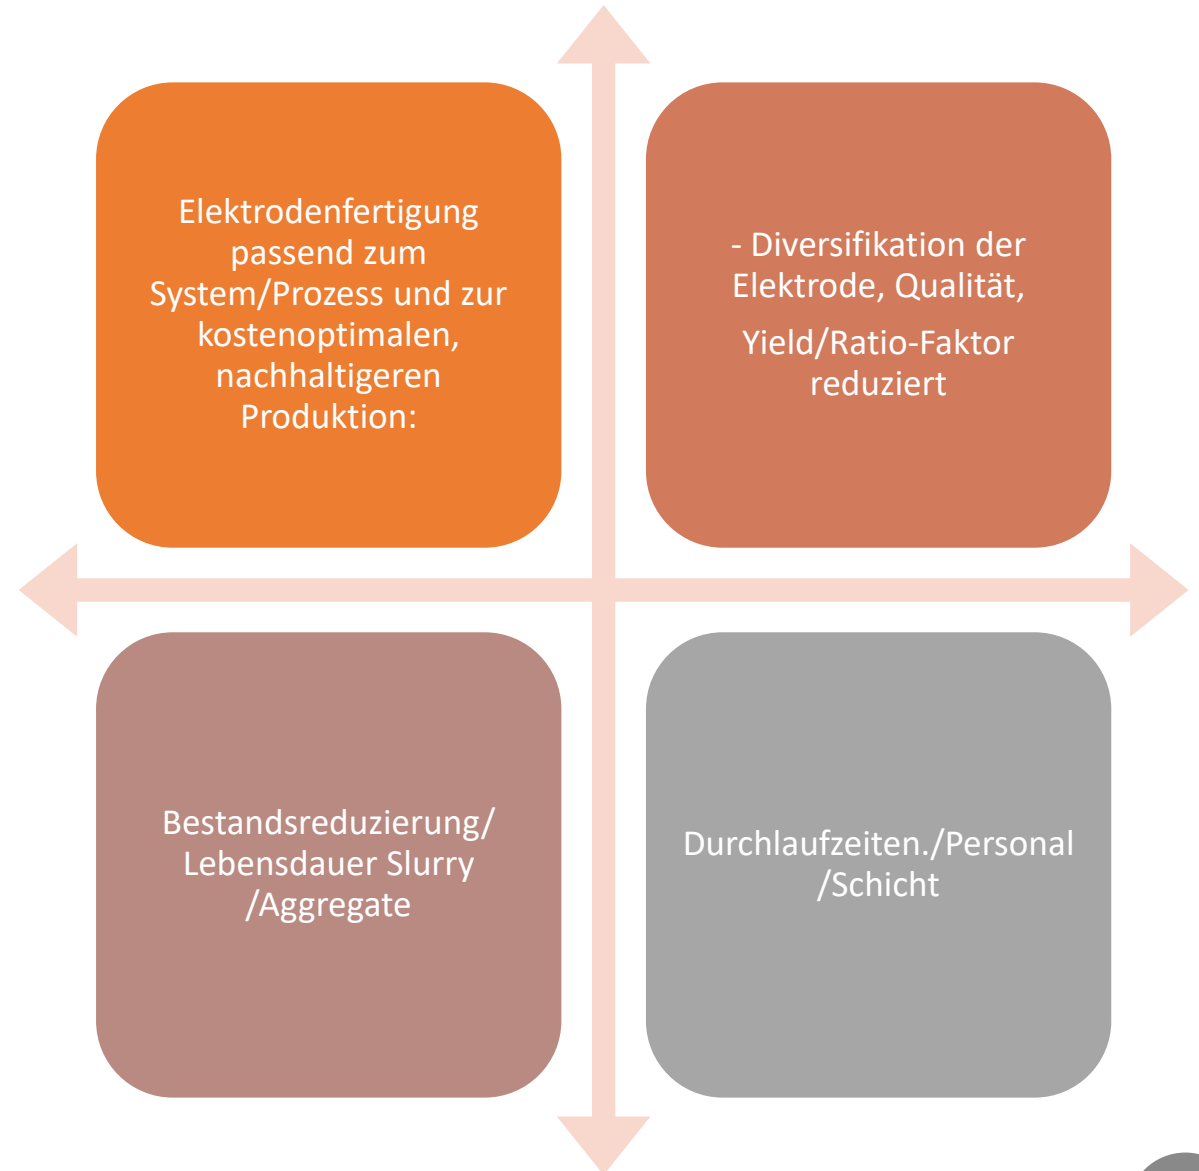 Elektrodenfertigung
passend zum
System/Prozess und zur
kostenoptimalen,
nachhaltigeren
Produktion:
- Diversifikation der
Elektrode, Qualität,
Yield/Ratio-Faktor
reduziert
Bestandsreduzierung/
Lebensdauer Slurry
/Aggregate
Durchlaufzeiten./Personal
/Schicht